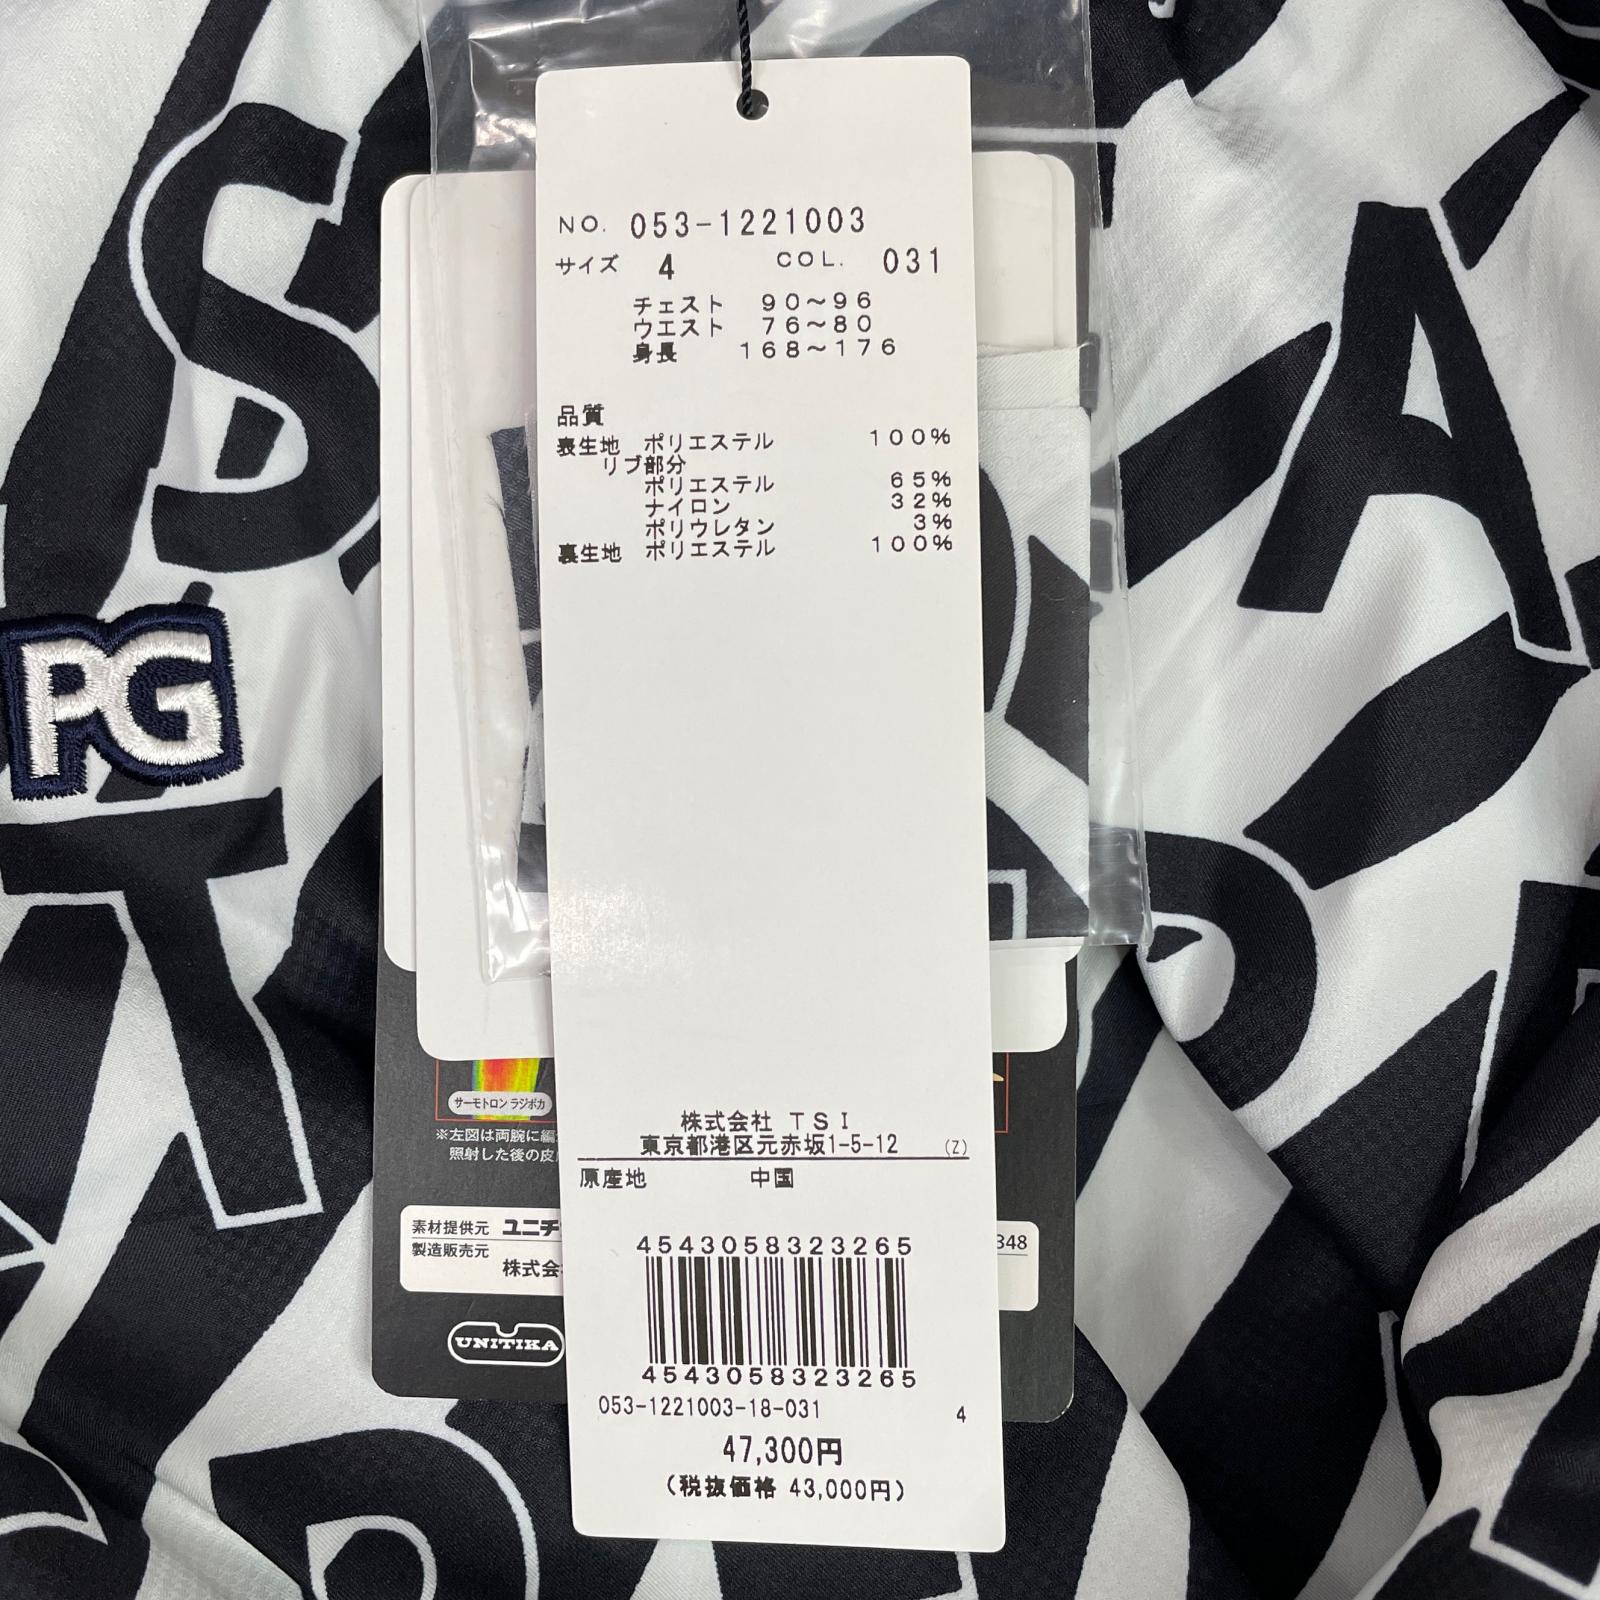 NO. 053-1221003
サイズ 4 COL. 031
チェスト 90~96
ウエスト 76~80
身長 168~176
品質
表生地 ポリエステル 100%
リブ部分
ポリエステル 65%
ナイロン 32%
ポリウレタン 3%
裏生地 ポリエステル 100%
PG
サーモトロン ラジポカ
※左図は両腕に編
照射した後の皮
株式会社 TSI
東京都港区元赤坂1-5-12 (Z)
原産地 中国
素材提供元 ユニチ
製造販売元
株式会
348
UNITIKA
4543058323265
4543058323265
053-1221003-18-031 4
47,300円
(税抜価格 43,000円)